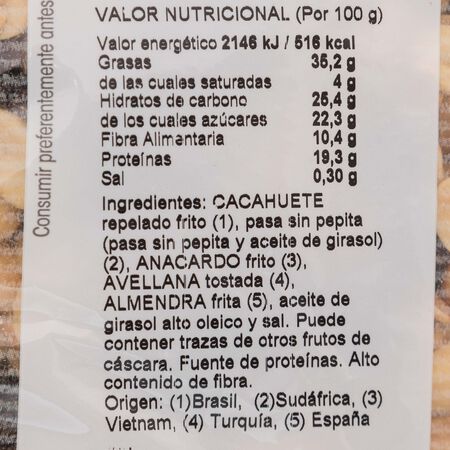 VALOR NUTRICIONAL (Por 100 g)
Valor energético 2146 kJ / 516 kcal
Grasas 35,2 g
de las cuales saturadas 4 g
Hidratos de carbono 25,4 g
de los cuales azúcares 22,3 g
Fibra Alimentaria 10,4 g
Proteínas 19,3 g
Sal 0,30 g
Ingredientes: CACAHUETE
repelado frito (1), pasa sin pepita
(pasa sin pepita y aceite de girasol)
(2), ANACARDO frito (3),
AVELLANA tostada (4),
ALMENDRA frita (5), aceite de
girasol alto oleico y sal. Puede
contener trazas de otros frutos de
cáscara. Fuente de proteínas. Alto
contenido de fibra.
Origen: (1)Brasil, (2)Sudáfrica, (3)
Vietnam, (4) Turquía, (5) España
Consumir preferentemente antes